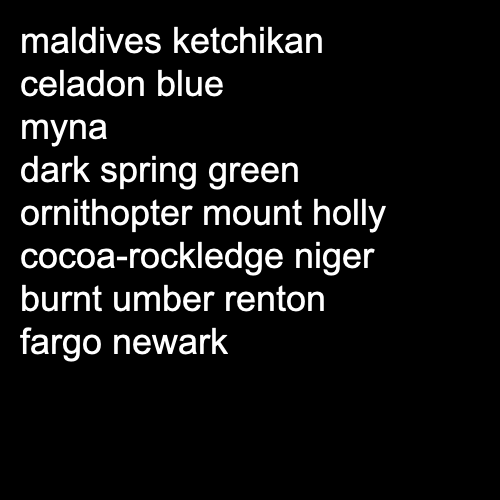 maldives ketchikan
celadon blue
myna
dark spring green
ornithopter mount holly
cocoa-rockledge niger
burnt umber renton
fargo newark